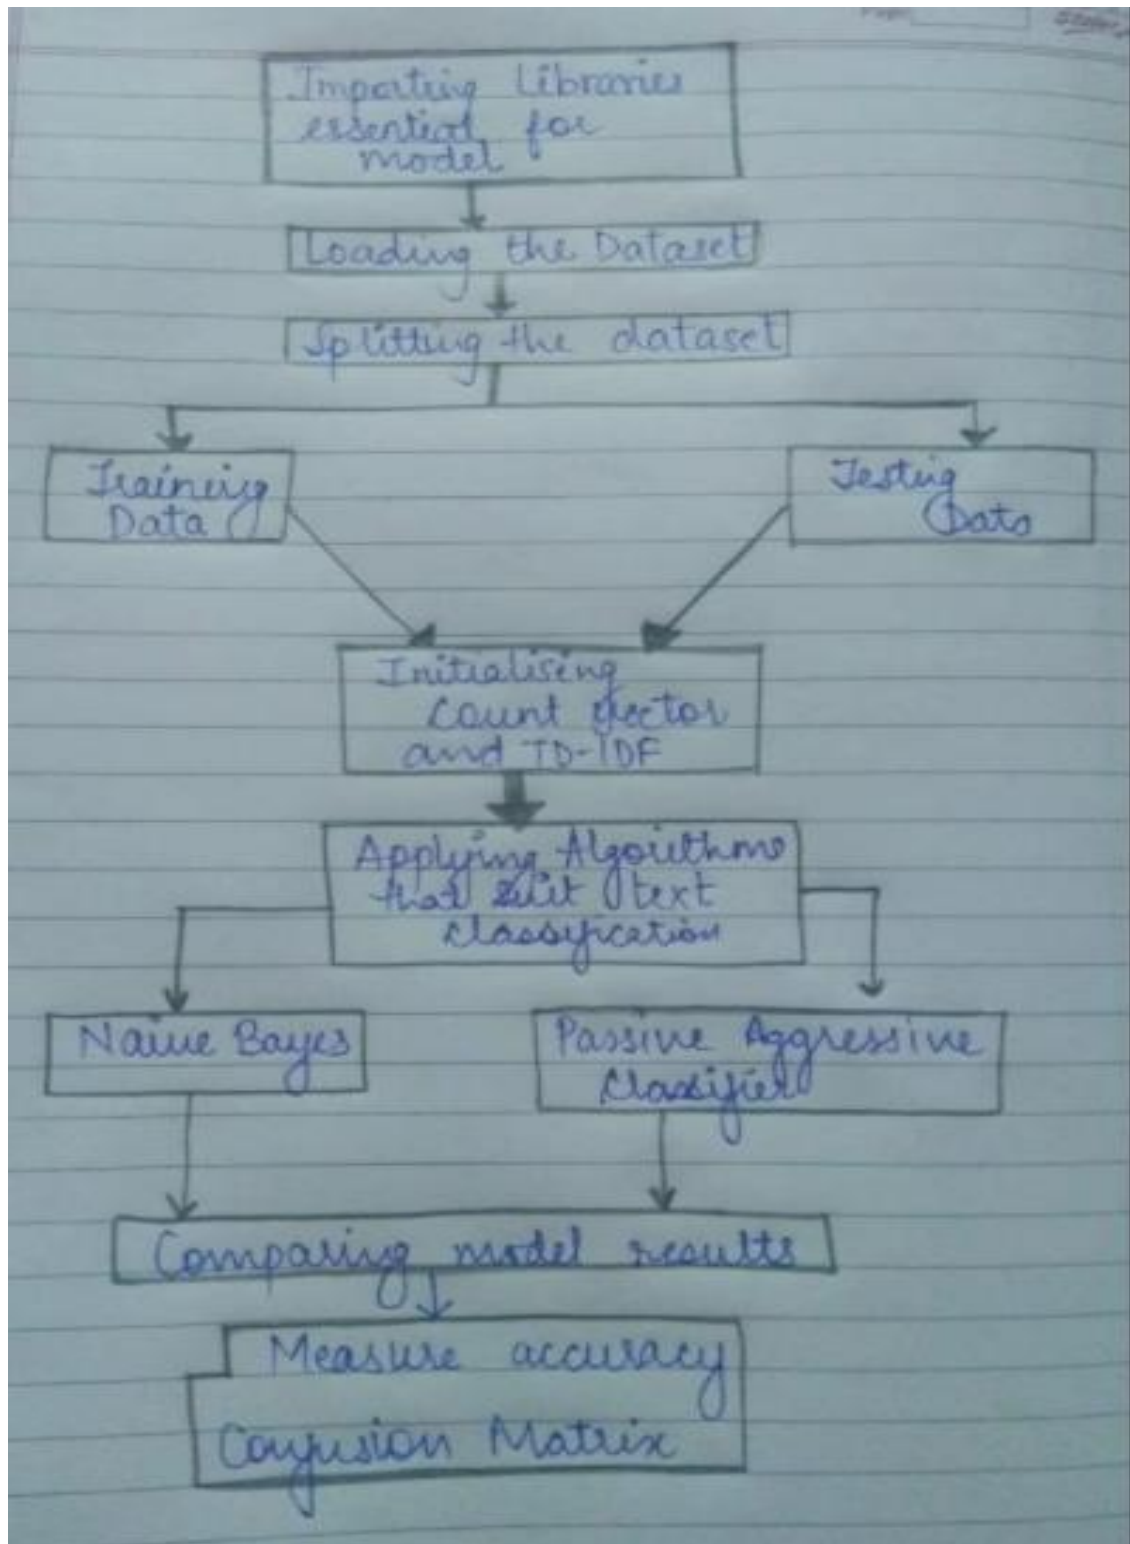 Importing Libraries
essential for
model
Loading the Dataset
Splitting the dataset
Training
Data
Testing
Data
Initialising
Count Vector
and TD-IDF
Applying Algorithms
that suit text
classification
Naive Bayes
Passive Aggressive
Classifier
Comparing model results
Measure accuracy
Confusion Matrix